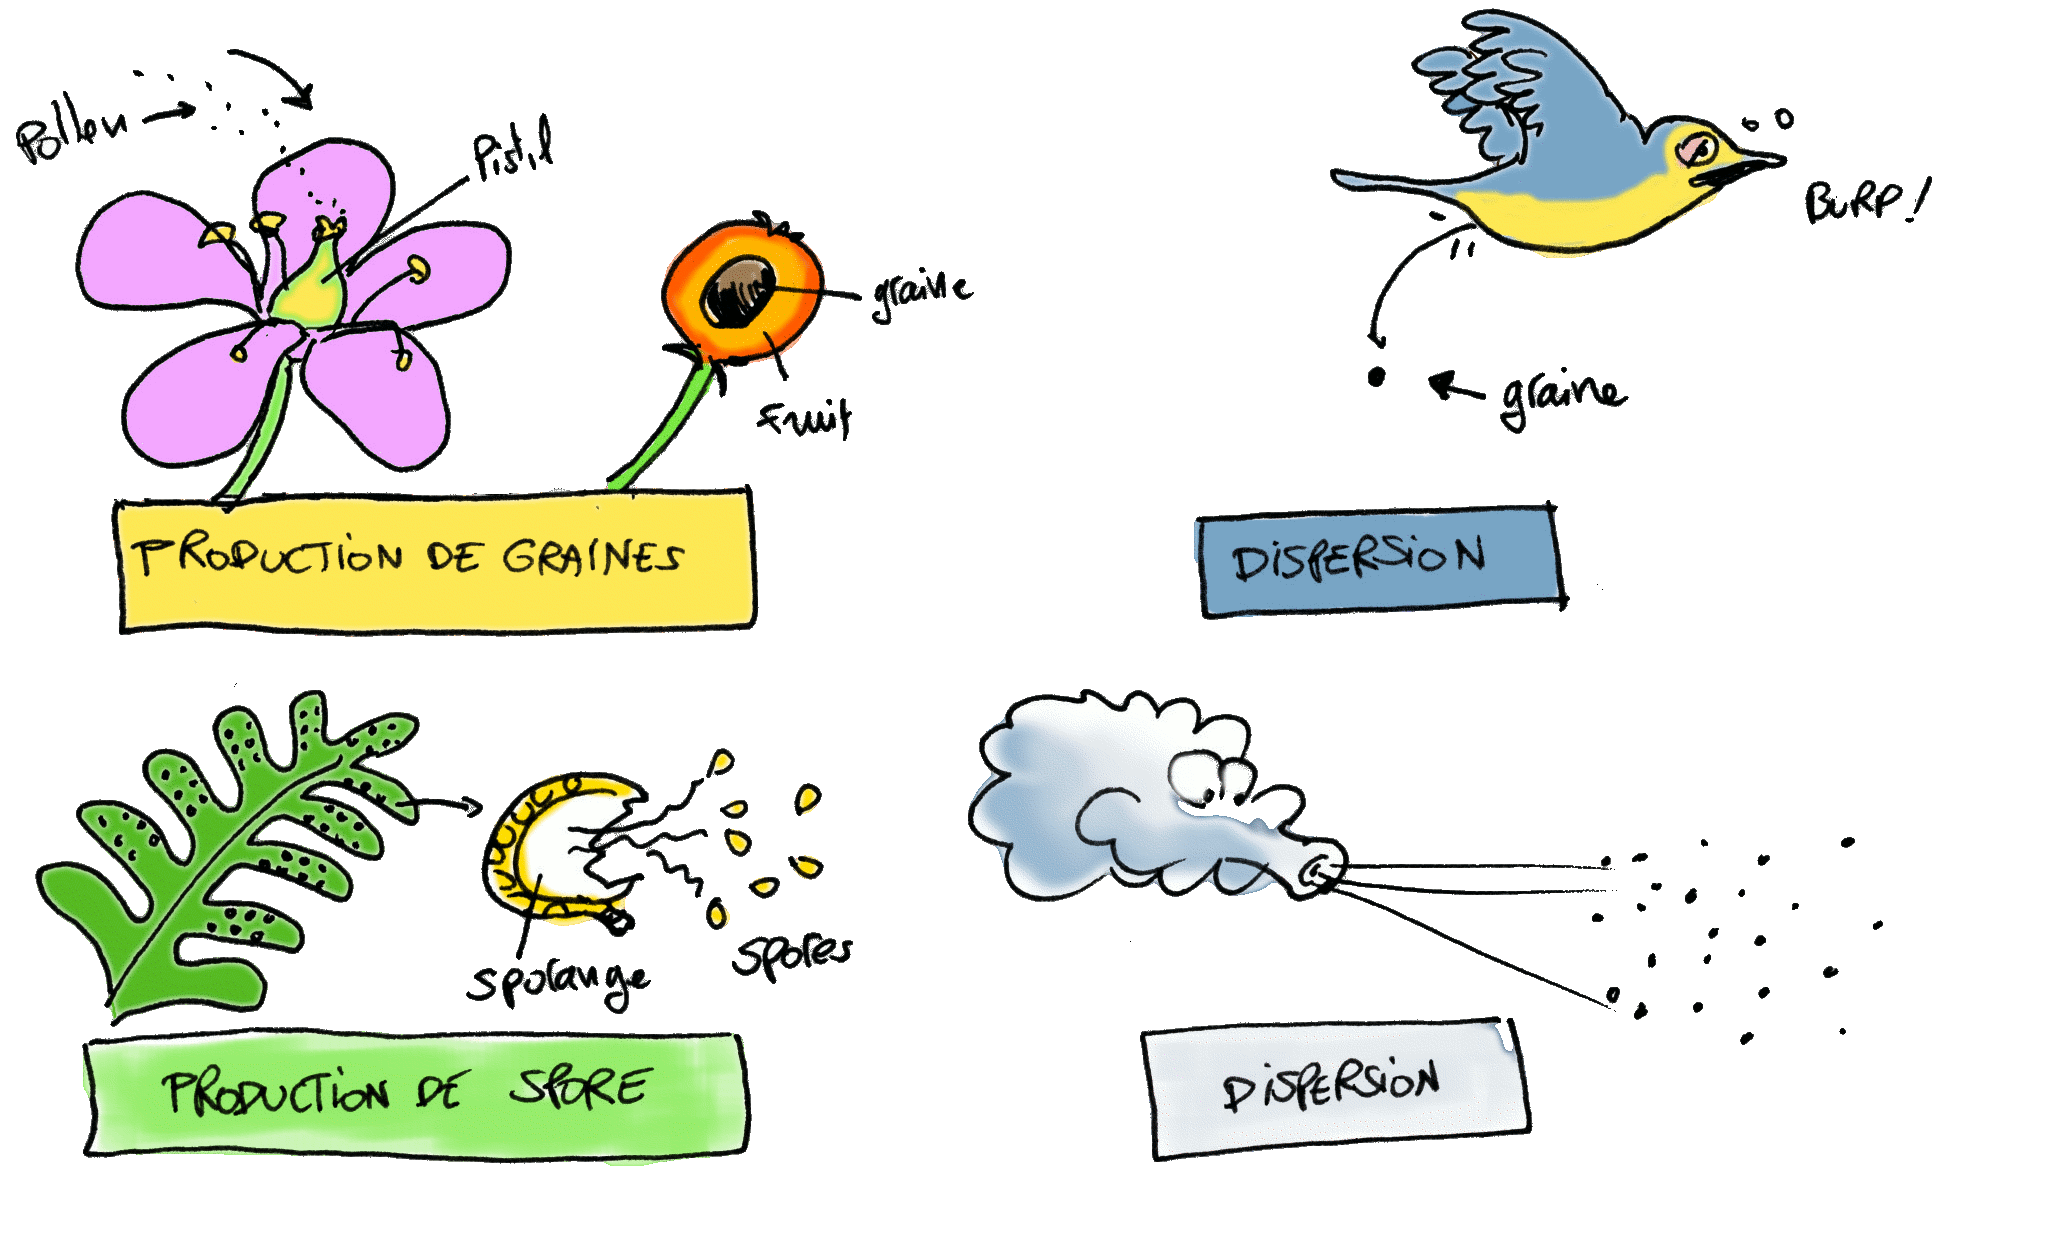 Pollen
Pistil
graine
Fruit
PRODUCTION DE GRAINES
BURP!
graine
DISPERSION
sporange
spores
PRODUCTION DE SPORE
DISPERSION